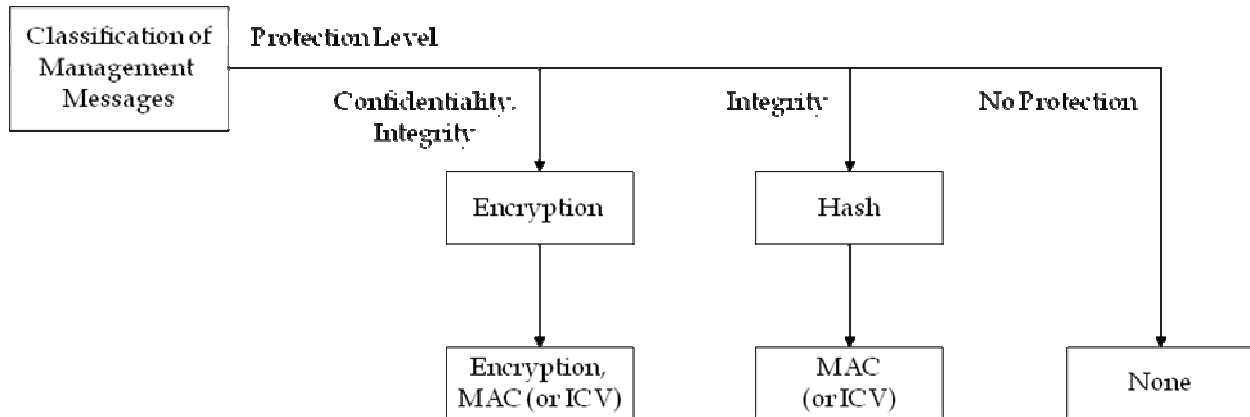 Classification of
Management
Messages
Protection Level
Confidentiality.
Integrity
Integrity
No Protection
Encryption
Hash
Encryption,
MAC (or ICV)
MAC
(or ICV)
None